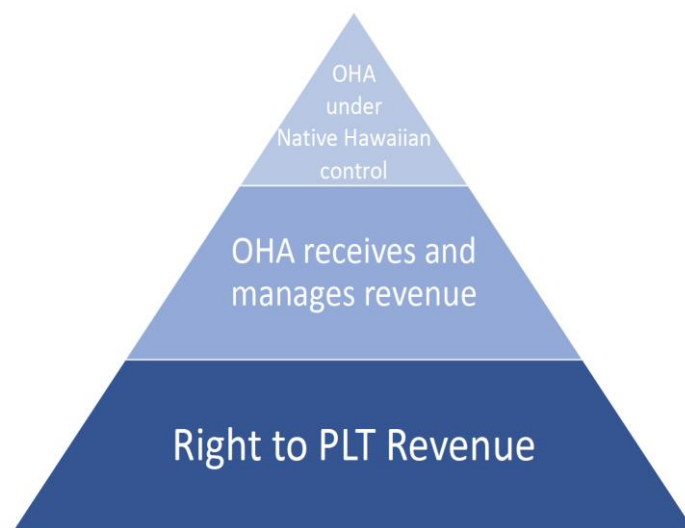 OHA
under
Native Hawaiian
control
OHA receives and
manages revenue
Right to PLT Revenue